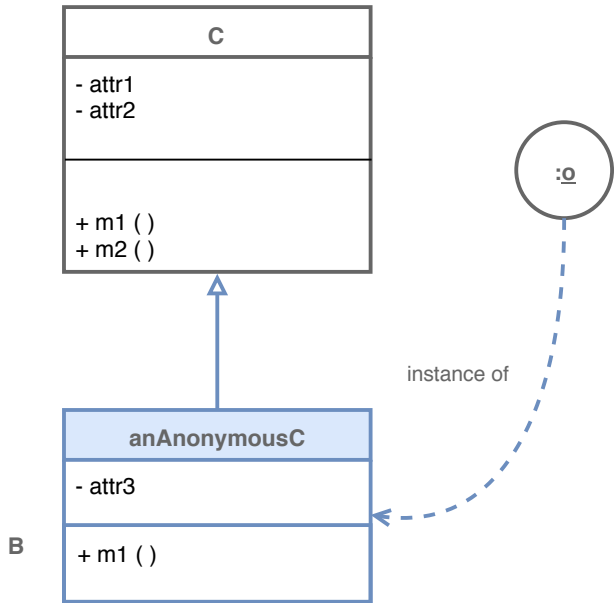 C
- attr1
- attr2
+ m1 ( )
+ m2 ( )
:o
instance of
anAnonymousC
- attr3
B
+ m1 ( )